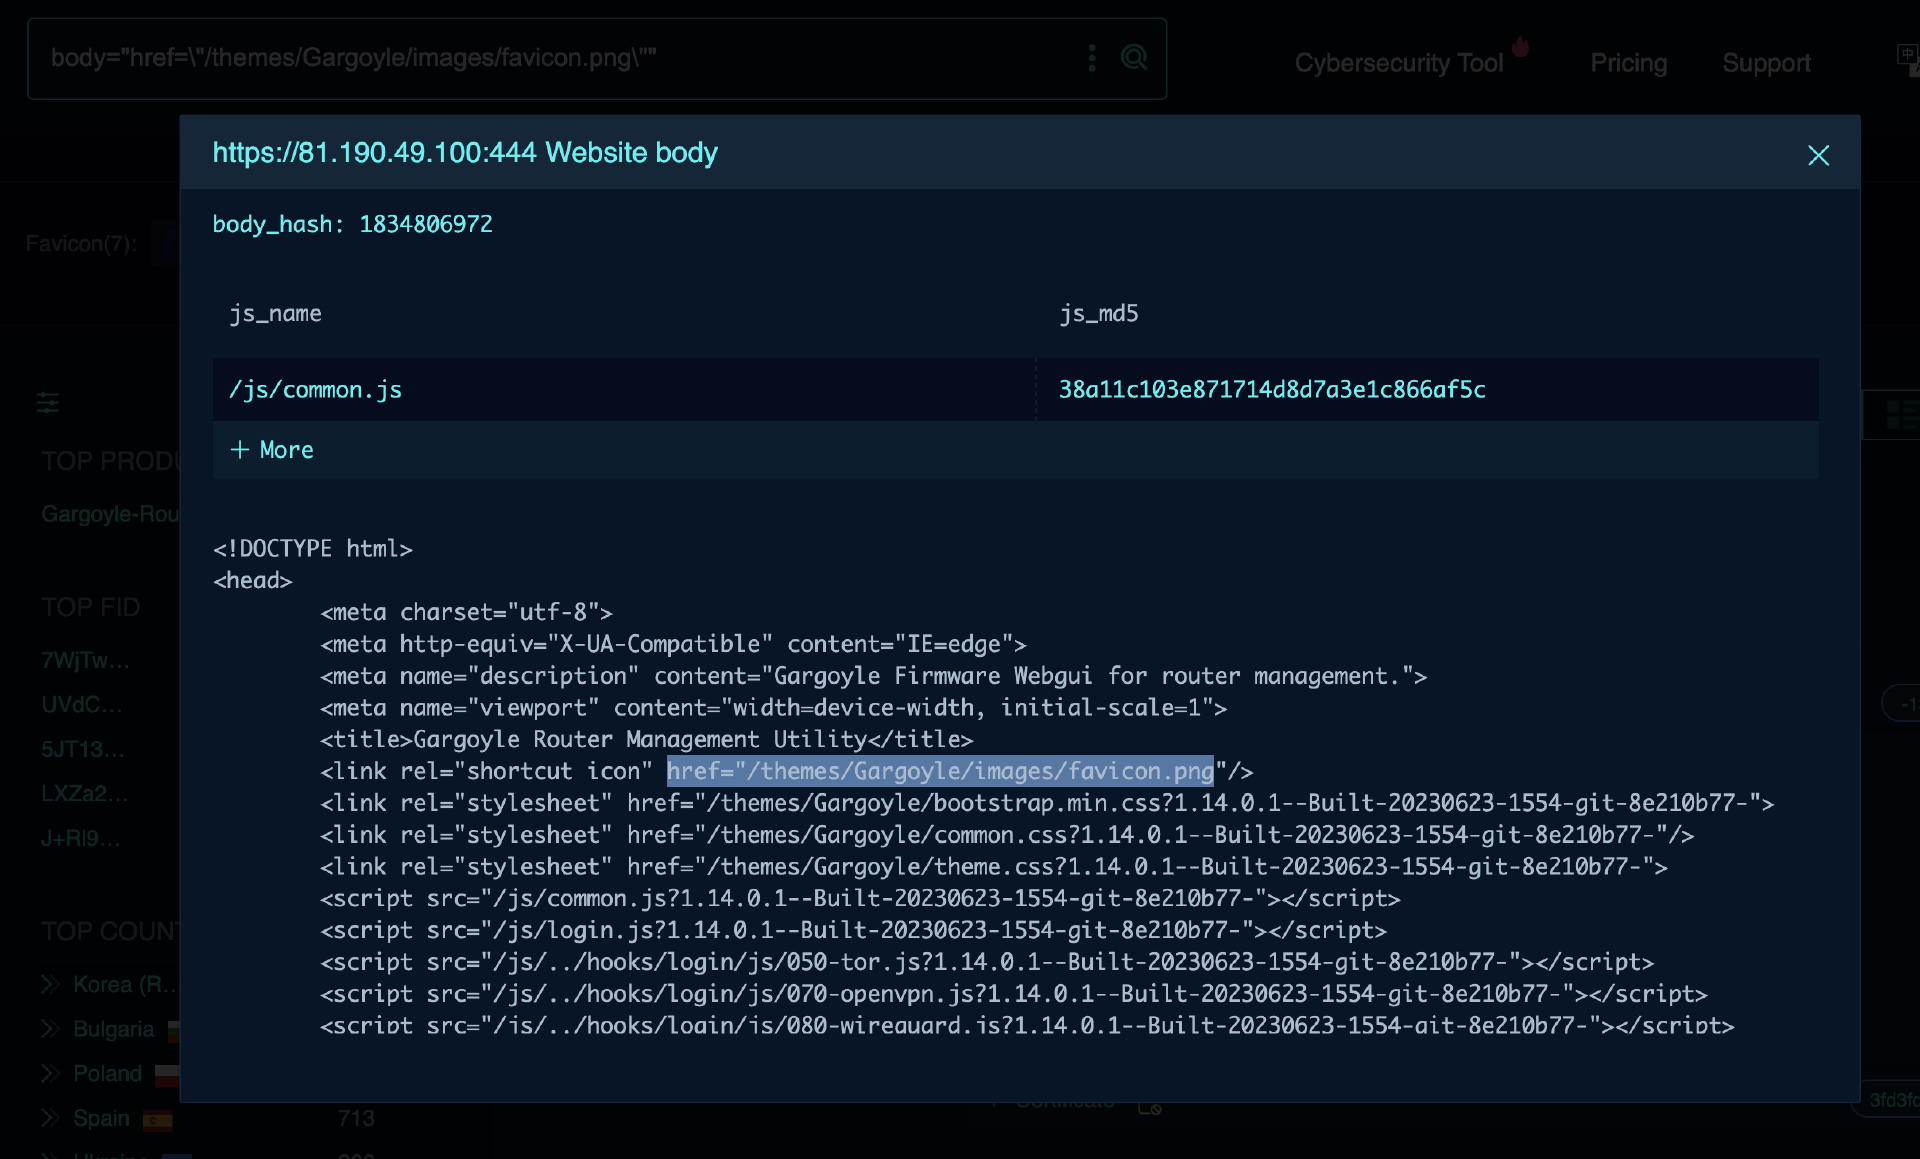 body="href=\"/themes/Gargoyle/images/favicon.png\""
Cybersecurity Tool
Pricing
Support
https://81.190.49.100:444 Website body
body_hash: 1834806972
Favicon(7):
js_name js_md5
/js/common.js 38a11c103e871714d8d7a3e1c866af5c
+ More
TOP PRODU
Gargoyle-Rou
TOP FID
7WjTw...
UVdC...
5JT13...
LXZa2...
J+Rl9...
TOP COUNT
Korea (R...
Bulgaria
Poland
Spain 713
<!DOCTYPE html>
<head>
<meta charset="utf-8">
<meta http-equiv="X-UA-Compatible" content="IE=edge">
<meta name="description" content="Gargoyle Firmware Webgui for router management.">
<meta name="viewport" content="width=device-width, initial-scale=1">
<title>Gargoyle Router Management Utility</title>
<link rel="shortcut icon" href="/themes/Gargoyle/images/favicon.png"/>
<link rel="stylesheet" href="/themes/Gargoyle/bootstrap.min.css?1.14.0.1--Built-20230623-1554-git-8e210b77-">
<link rel="stylesheet" href="/themes/Gargoyle/common.css?1.14.0.1--Built-20230623-1554-git-8e210b77-"/>
<link rel="stylesheet" href="/themes/Gargoyle/theme.css?1.14.0.1--Built-20230623-1554-git-8e210b77-">
<script src="/js/common.js?1.14.0.1--Built-20230623-1554-git-8e210b77-"></script>
<script src="/js/login.js?1.14.0.1--Built-20230623-1554-git-8e210b77-"></script>
<script src="/js/../hooks/login/js/050-tor.js?1.14.0.1--Built-20230623-1554-git-8e210b77-"></script>
<script src="/js/../hooks/login/js/070-openvpn.js?1.14.0.1--Built-20230623-1554-git-8e210b77-"></script>
<script src="/js/../hooks/login/js/080-wireguard.js?1.14.0.1--Built-20230623-1554-git-8e210b77-"></script>
3fd3fc